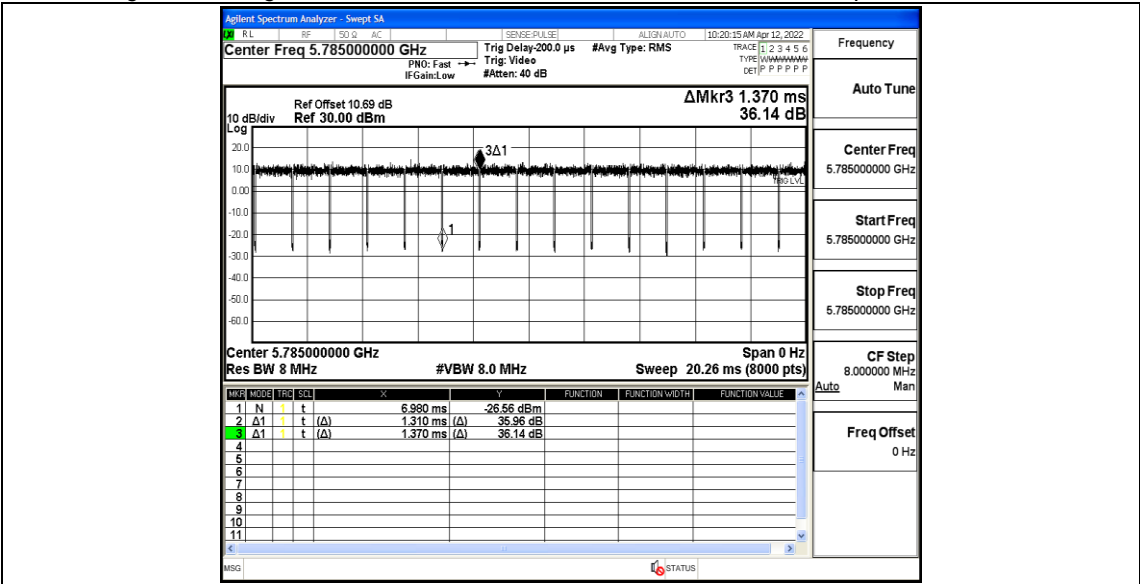 Agilent Spectrum Analyzer - Swept SA
RL RF 50 Ω AC SENSE:PULSE ALIGN AUTO 10:20:15 AM Apr 12, 2022
Center Freq 5.785000000 GHz
PNO: Fast
IFGain:Low
Trig Delay-200.0 µs
Trig: Video
#Atten: 40 dB
#Avg Type: RMS
TRACE 1 2 3 4 5 6
TYPE WWWWWW
DET P P P P P P
Frequency
Auto Tune
Ref Offset 10.69 dB
10 dB/div Ref 30.00 dBm
ΔMkr3 1.370 ms
36.14 dB
Log
20.0
10.0
0.00
-10.0
-20.0
-30.0
-40.0
-50.0
-60.0
3Δ1
TRIG LVL
1
Center 5.785000000 GHz Span 0 Hz
Res BW 8 MHz #VBW 8.0 MHz Sweep 20.26 ms (8000 pts)
Center Freq
5.785000000 GHz
Start Freq
5.785000000 GHz
Stop Freq
5.785000000 GHz
CF Step
8.000000 MHz
Auto Man
Freq Offset
0 Hz
MKR MODE TRC SCL X Y FUNCTION FUNCTION WIDTH FUNCTION VALUE
1 N 1 t 6.980 ms -26.56 dBm
2 Δ1 1 t (Δ) 1.310 ms (Δ) 35.96 dB
3 Δ1 1 t (Δ) 1.370 ms (Δ) 36.14 dB
4
5
6
7
8
9
10
11
MSG STATUS